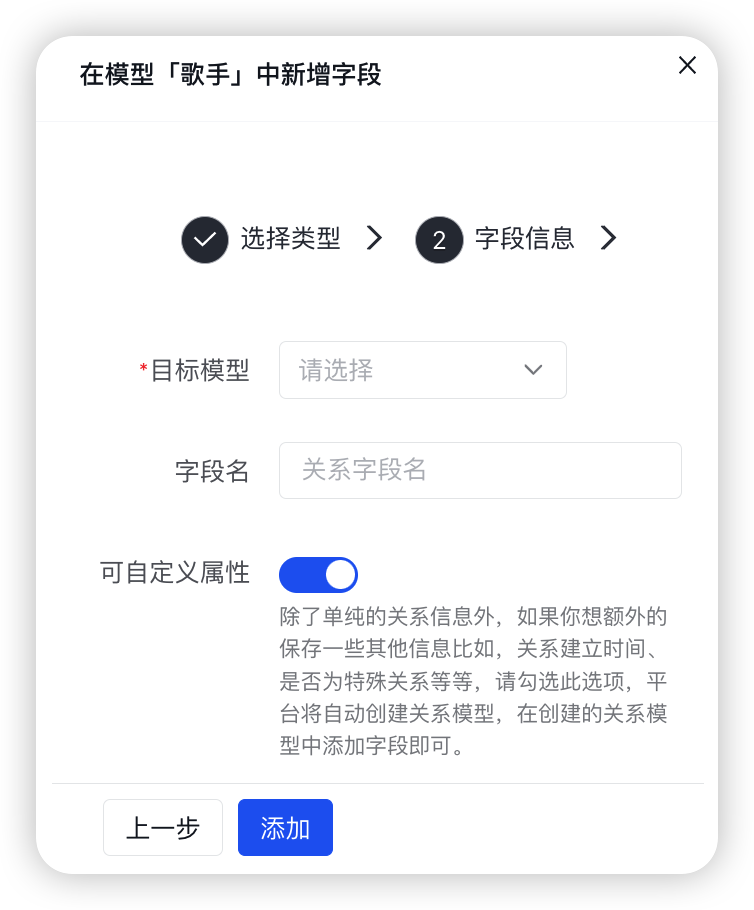 在模型「歌手」中新增字段
选择类型
2 字段信息
*目标模型 请选择
字段名 关系字段名
可自定义属性
除了单纯的关系信息外，如果你想额外的
保存一些其他信息比如，关系建立时间、
是否为特殊关系等等，请勾选此选项，平
台将自动创建关系模型，在创建的关系模
型中添加字段即可。
上一步 添加